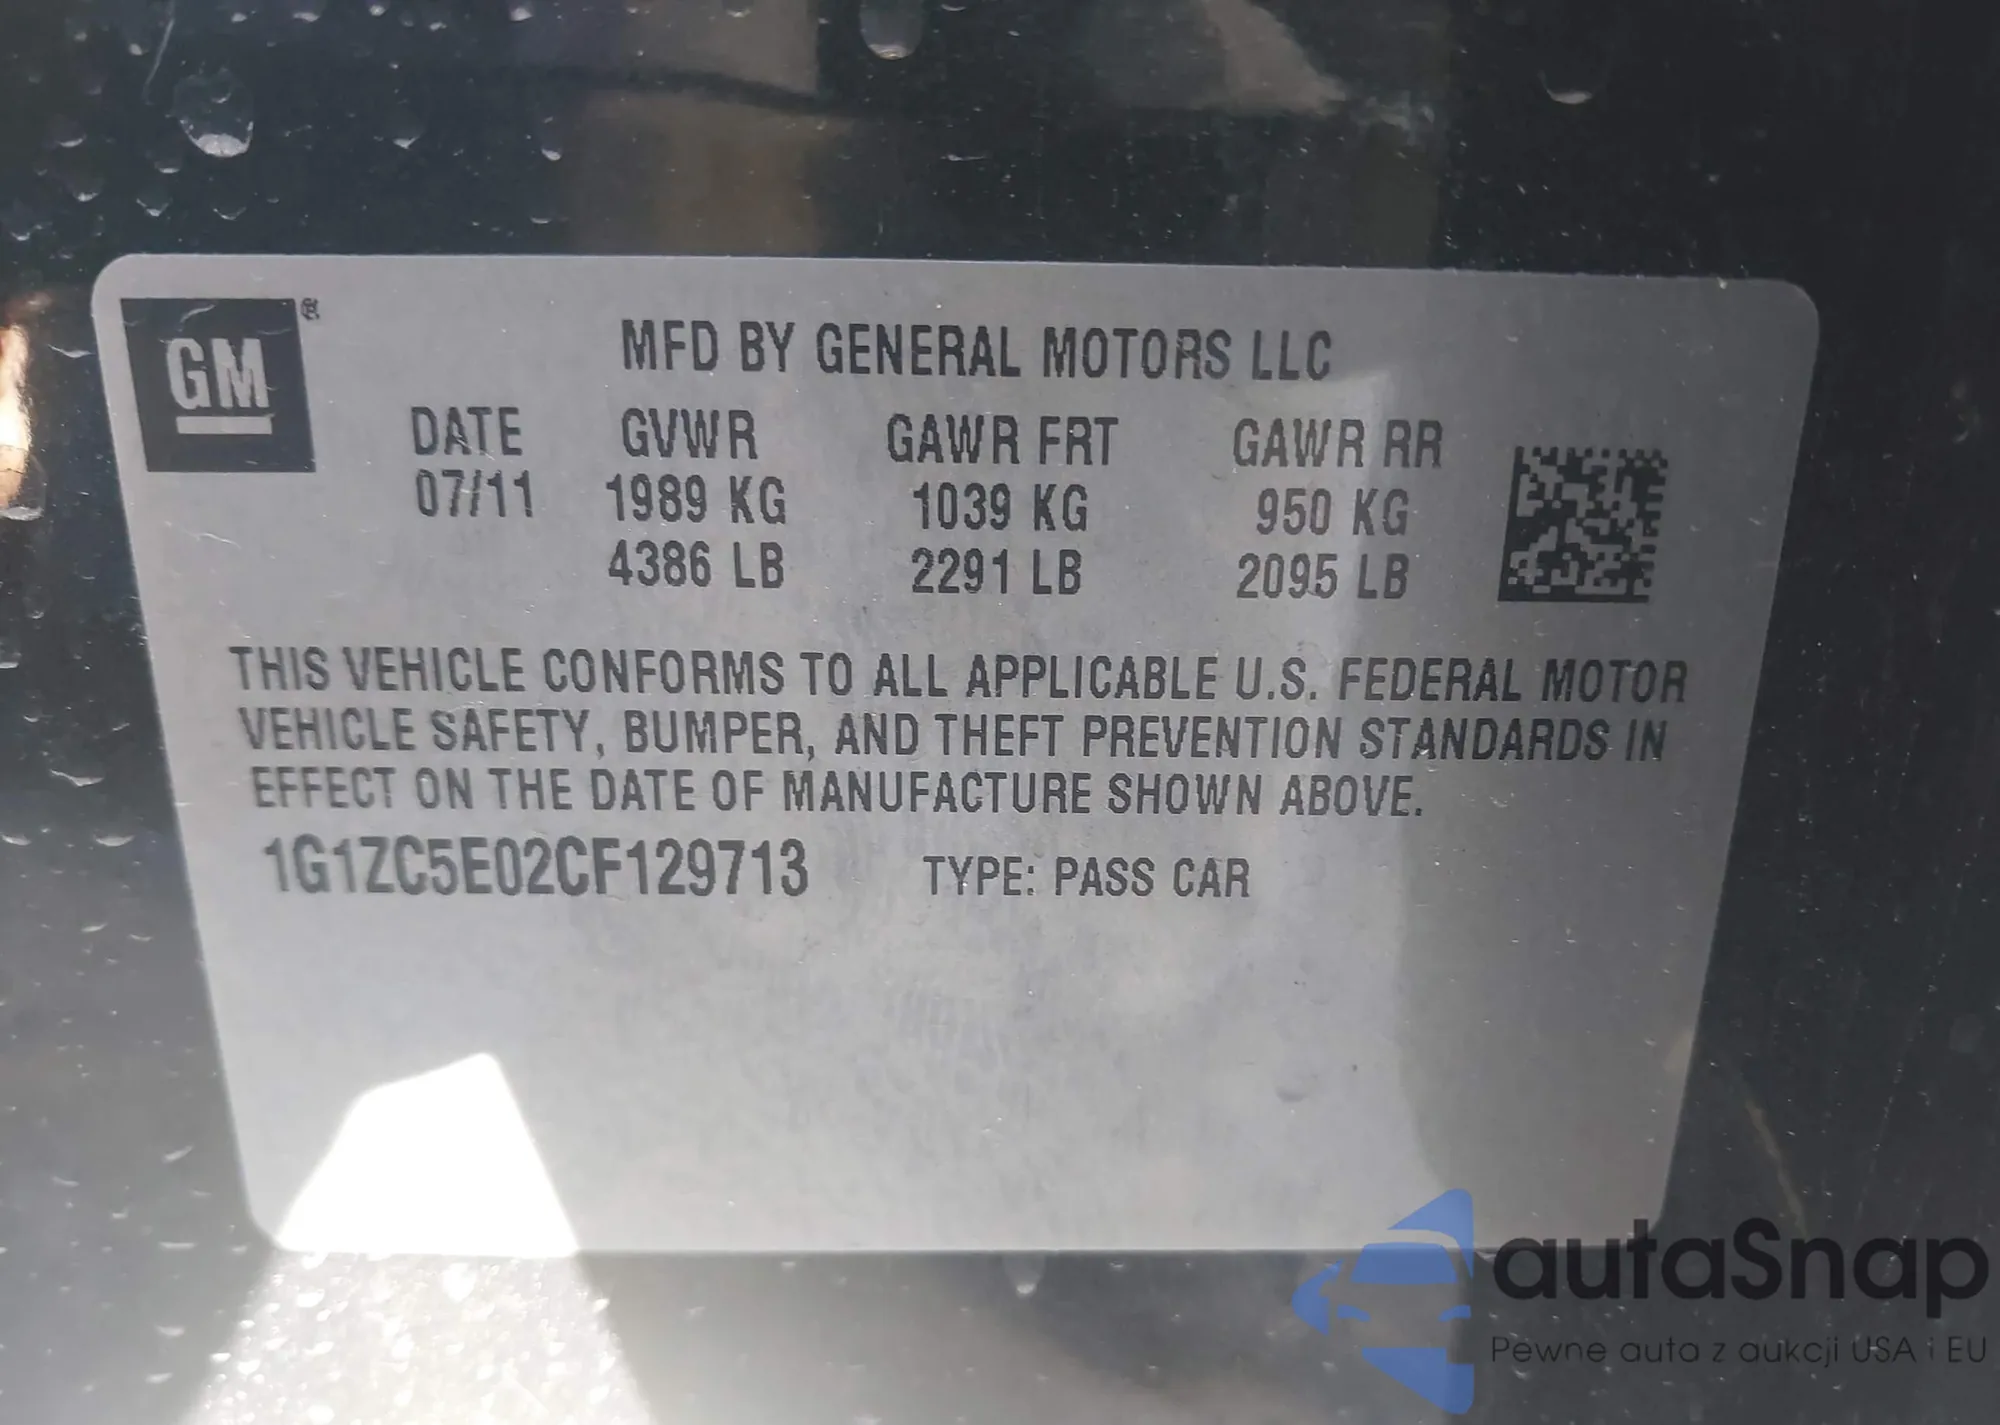 GM®
MFD BY GENERAL MOTORS LLC
DATE GVWR GAWR FRT GAWR RR
07/11 1989 KG 1039 KG 950 KG
4386 LB 2291 LB 2095 LB
THIS VEHICLE CONFORMS TO ALL APPLICABLE U.S. FEDERAL MOTOR
VEHICLE SAFETY, BUMPER, AND THEFT PREVENTION STANDARDS IN
EFFECT ON THE DATE OF MANUFACTURE SHOWN ABOVE.
1G1ZC5E02CF129713 TYPE: PASS CAR
autaSnap
Pewne auta z aukcji USA i EU